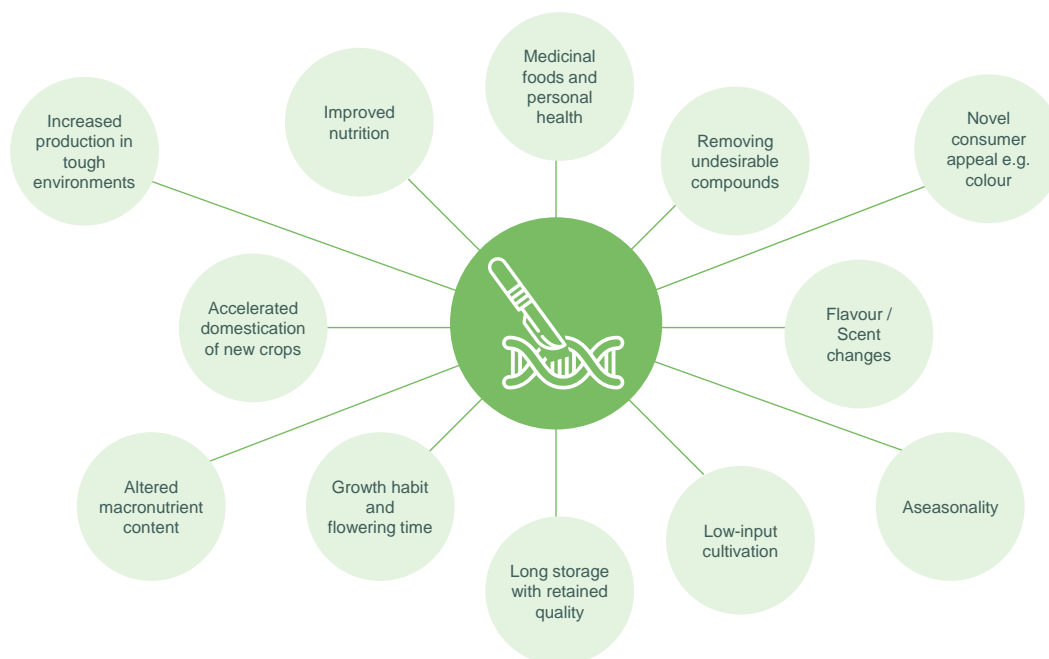 Medicinal
foods and
personal
health
Improved
nutrition
Increased
production in
tough
environments
Removing
undesirable
compounds
Novel
consumer
appeal e.g.
colour
Accelerated
domestication
of new crops
Flavour /
Scent
changes
Altered
macronutrient
content
Growth habit
and
flowering time
Long storage
with retained
quality
Low-input
cultivation
Aseasonality